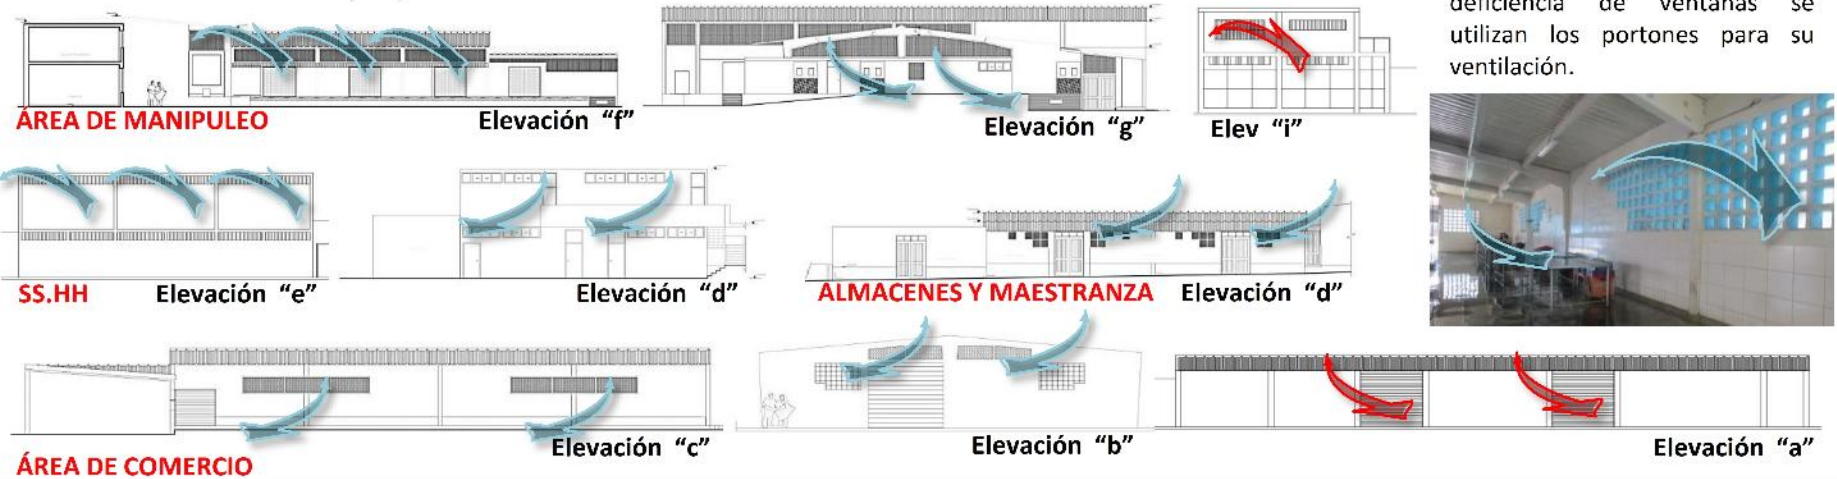 deficiencia de ventanas se
utilizan los portones para su
ventilación.
ÁREA DE MANIPULEO
Elevación “f”
Elevación “g”
Elev “i”
SS.HH
Elevación “e”
Elevación “d”
ALMACENES Y MAESTRANZA
Elevación “d”
Elevación “c”
Elevación “b”
Elevación “a”
ÁREA DE COMERCIO